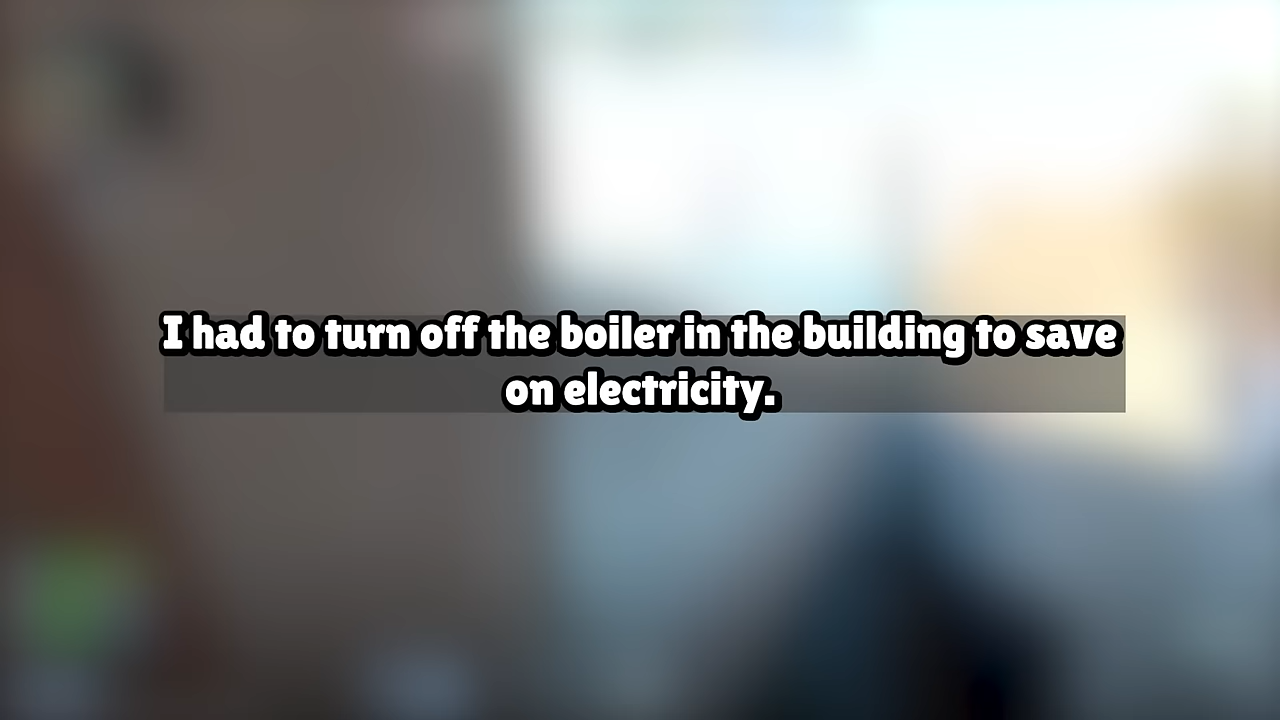 I had to turn off the boiler in the building to save
on electricity.